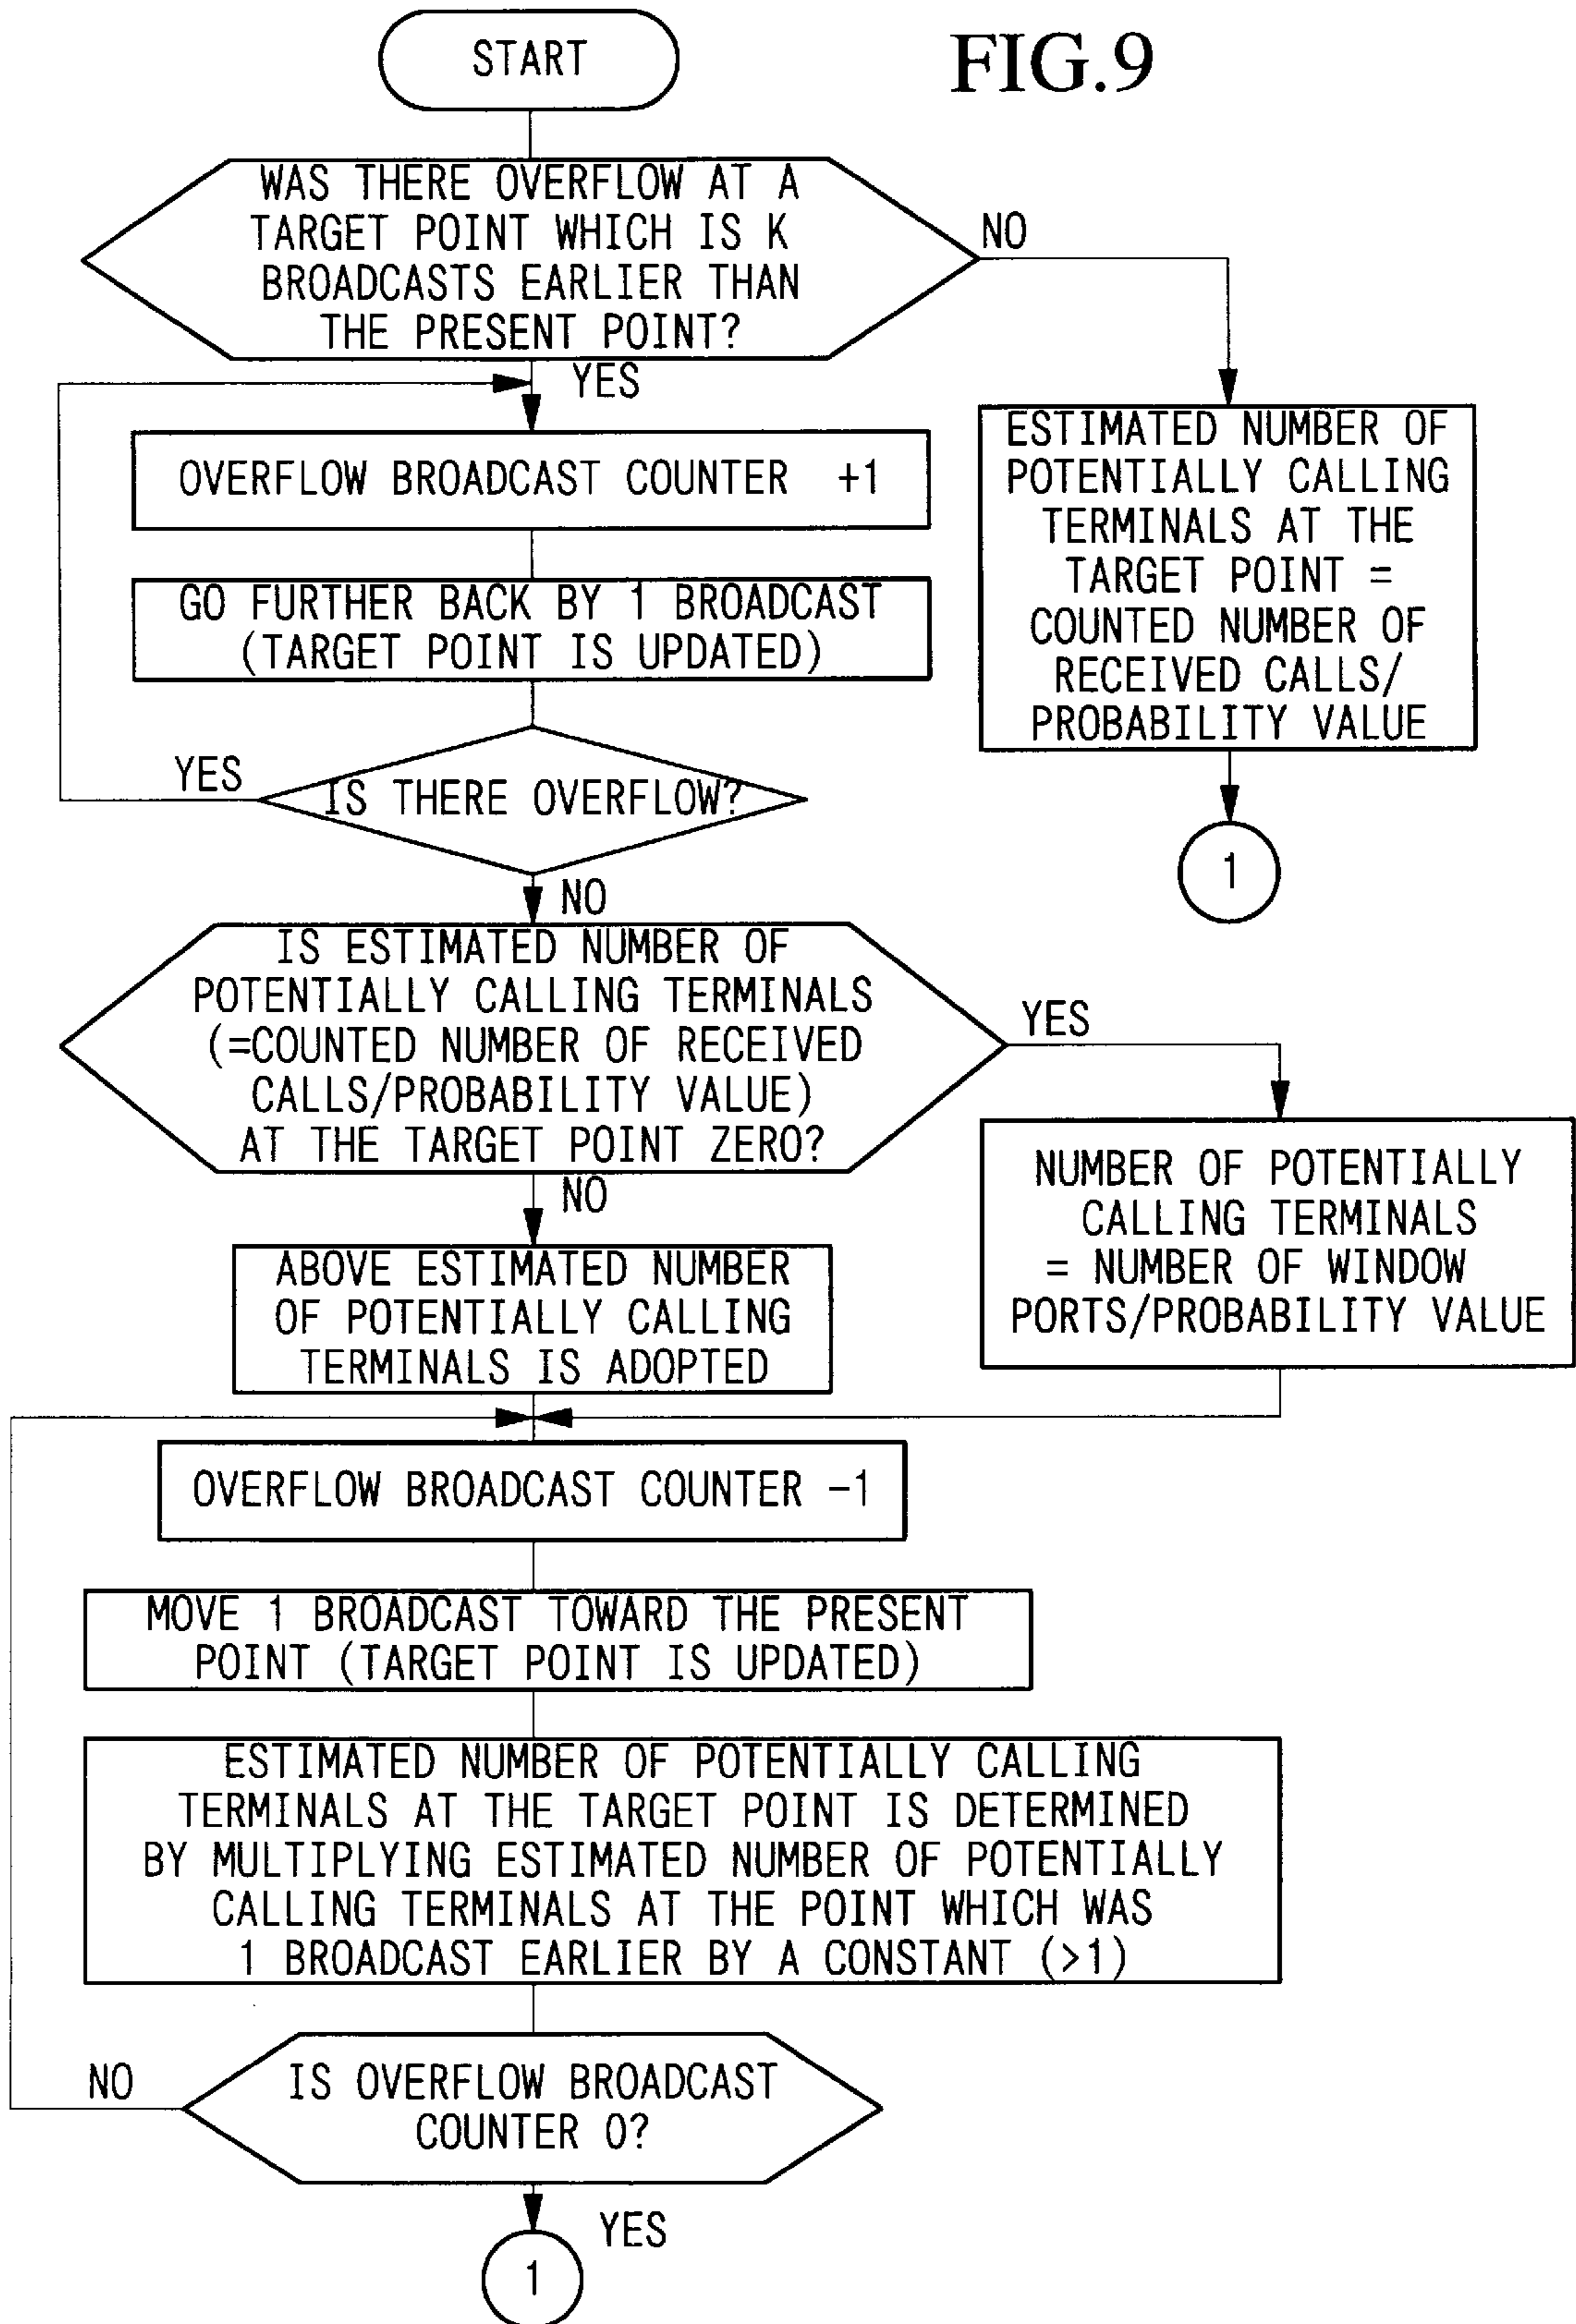 START
FIG.9
WAS THERE OVERFLOW AT A
TARGET POINT WHICH IS K
BROADCASTS EARLIER THAN
THE PRESENT POINT?
NO
YES
OVERFLOW BROADCAST COUNTER +1
GO FURTHER BACK BY 1 BROADCAST
(TARGET POINT IS UPDATED)
YES
IS THERE OVERFLOW?
NO
ESTIMATED NUMBER OF
POTENTIALLY CALLING
TERMINALS AT THE
TARGET POINT =
COUNTED NUMBER OF
RECEIVED CALLS/
PROBABILITY VALUE
1
IS ESTIMATED NUMBER OF
POTENTIALLY CALLING TERMINALS
(=COUNTED NUMBER OF RECEIVED
CALLS/PROBABILITY VALUE)
AT THE TARGET POINT ZERO?
YES
NO
NUMBER OF POTENTIALLY
CALLING TERMINALS
= NUMBER OF WINDOW
PORTS/PROBABILITY VALUE
ABOVE ESTIMATED NUMBER
OF POTENTIALLY CALLING
TERMINALS IS ADOPTED
OVERFLOW BROADCAST COUNTER -1
MOVE 1 BROADCAST TOWARD THE PRESENT
POINT (TARGET POINT IS UPDATED)
ESTIMATED NUMBER OF POTENTIALLY CALLING
TERMINALS AT THE TARGET POINT IS DETERMINED
BY MULTIPLYING ESTIMATED NUMBER OF POTENTIALLY
CALLING TERMINALS AT THE POINT WHICH WAS
1 BROADCAST EARLIER BY A CONSTANT (>1)
NO
IS OVERFLOW BROADCAST
COUNTER 0?
YES
1